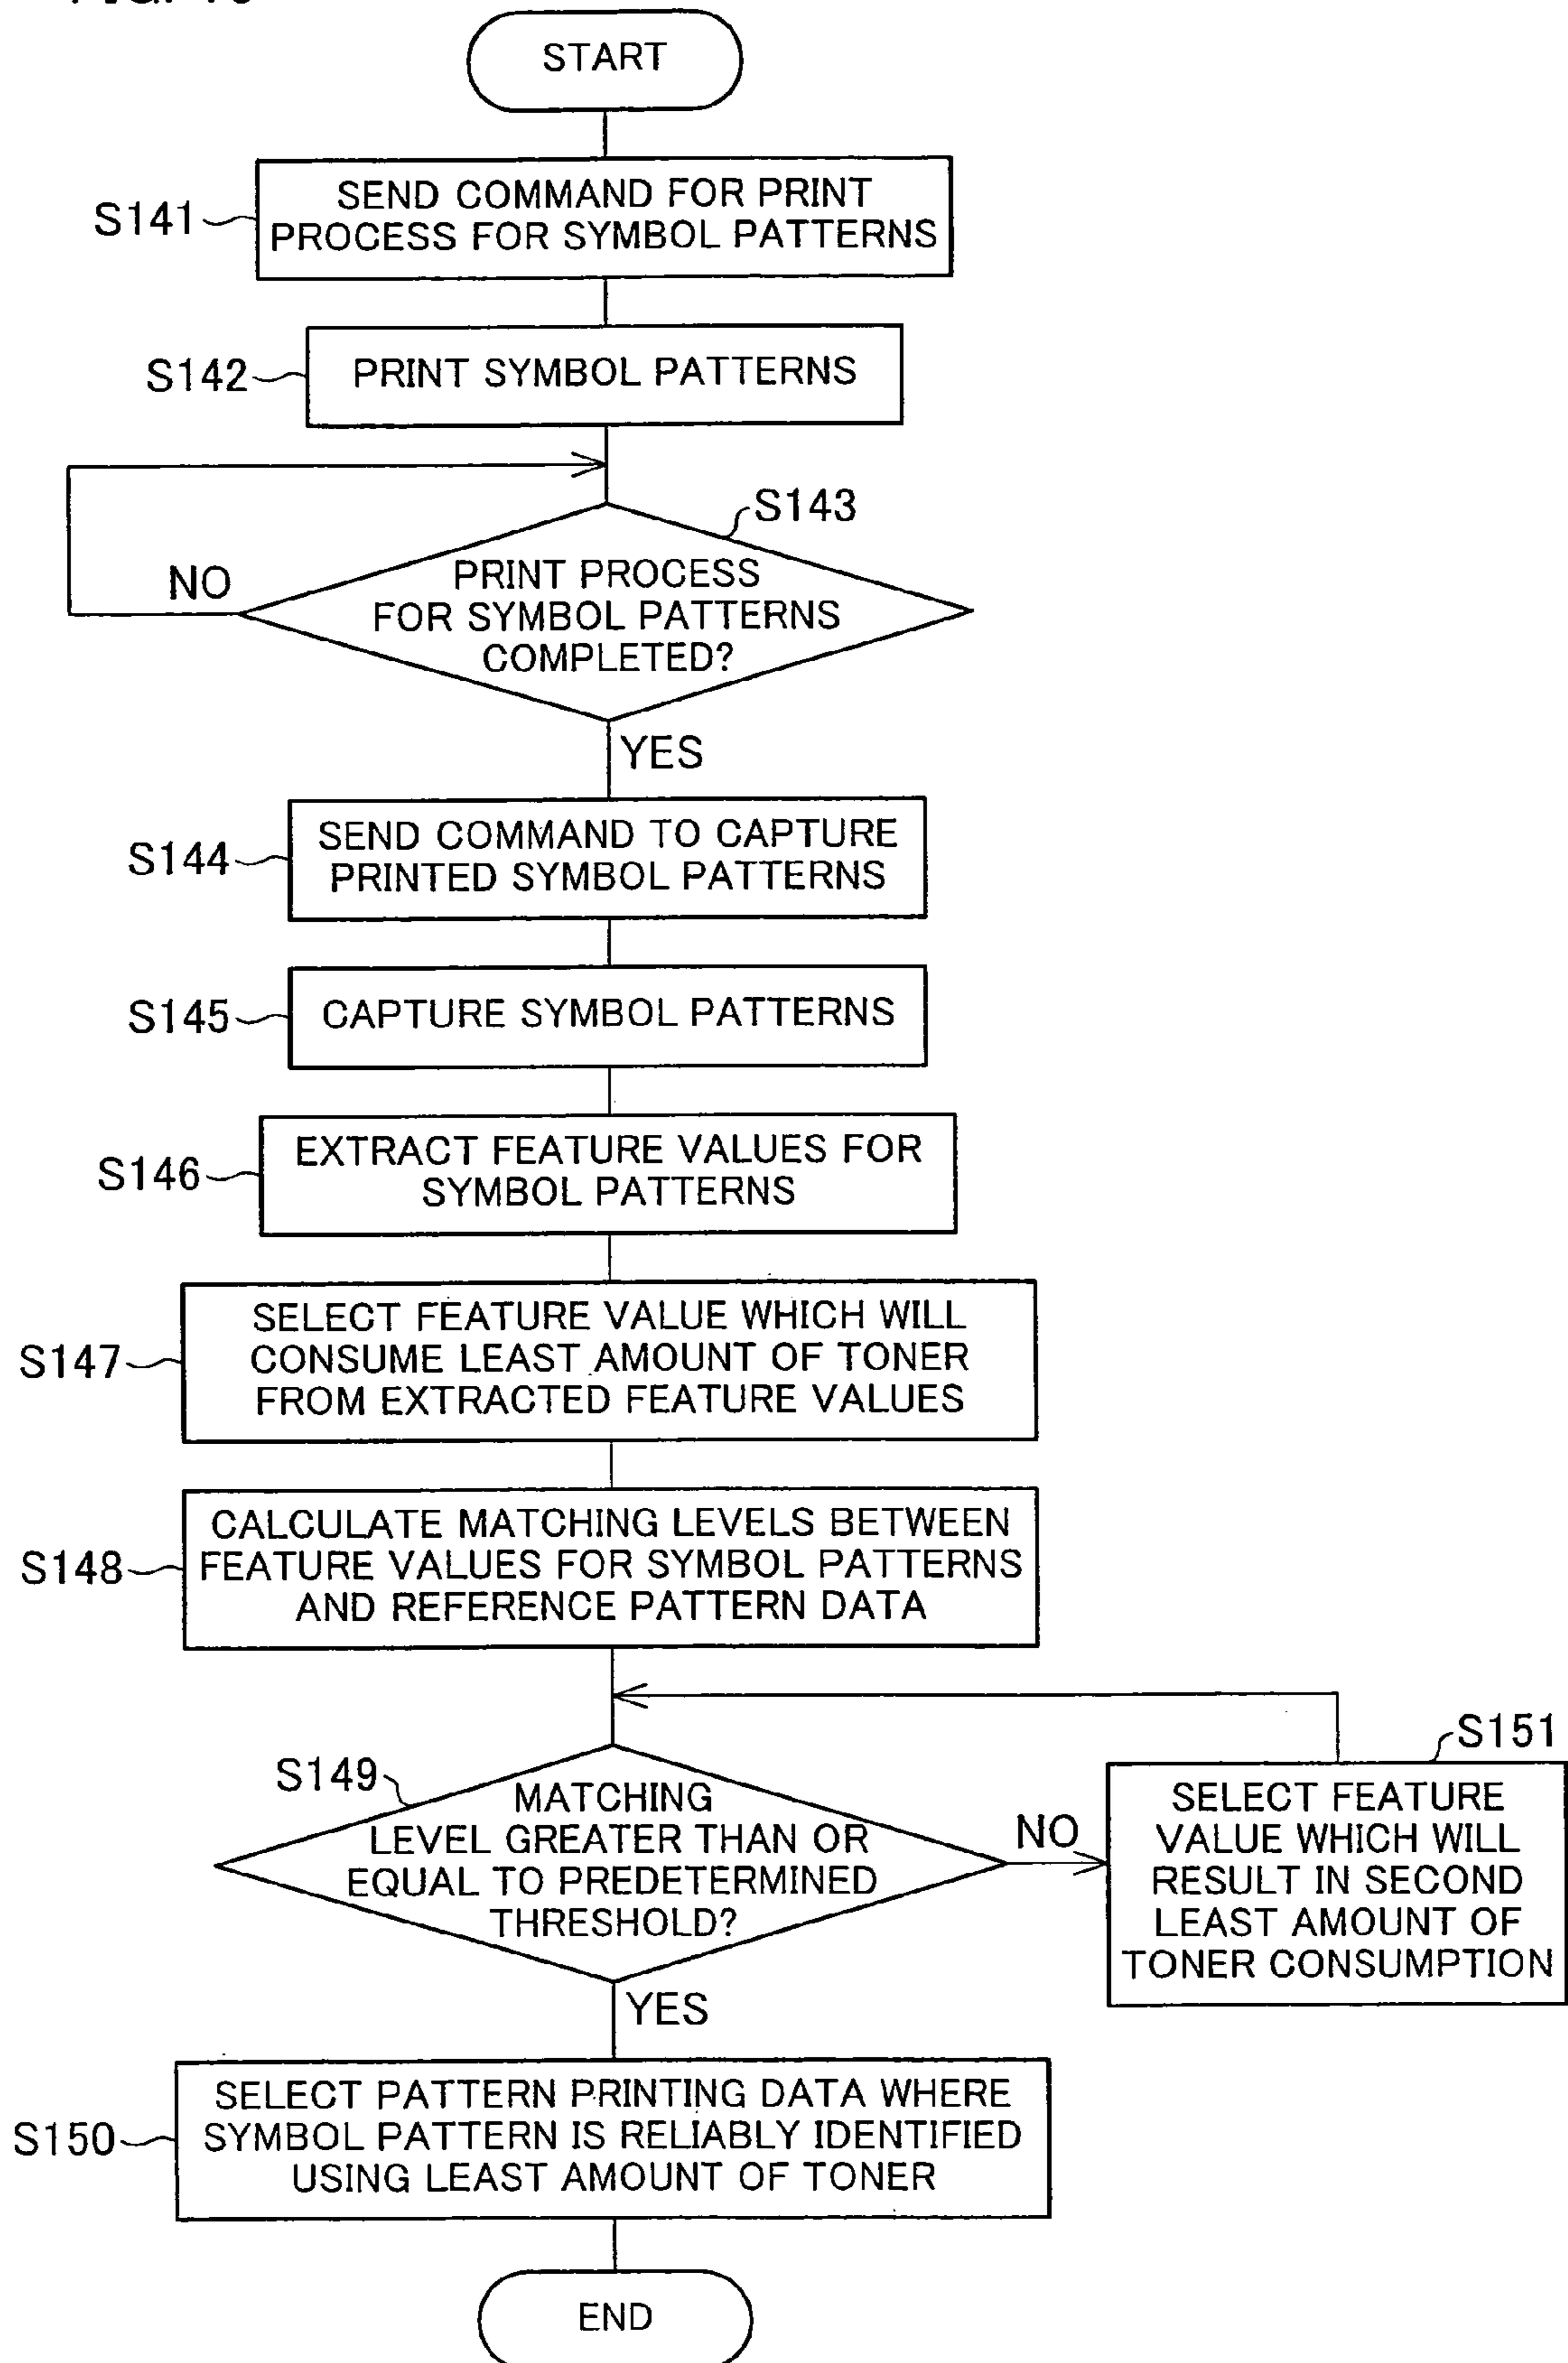 START
S141
SEND COMMAND FOR PRINT
PROCESS FOR SYMBOL PATTERNS
S142
PRINT SYMBOL PATTERNS
S143
PRINT PROCESS
FOR SYMBOL PATTERNS
COMPLETED?
NO
YES
S144
SEND COMMAND TO CAPTURE
PRINTED SYMBOL PATTERNS
S145
CAPTURE SYMBOL PATTERNS
S146
EXTRACT FEATURE VALUES FOR
SYMBOL PATTERNS
S147
SELECT FEATURE VALUE WHICH WILL
CONSUME LEAST AMOUNT OF TONER
FROM EXTRACTED FEATURE VALUES
S148
CALCULATE MATCHING LEVELS BETWEEN
FEATURE VALUES FOR SYMBOL PATTERNS
AND REFERENCE PATTERN DATA
S149
MATCHING
LEVEL GREATER THAN OR
EQUAL TO PREDETERMINED
THRESHOLD?
NO
S151
SELECT FEATURE
VALUE WHICH WILL
RESULT IN SECOND
LEAST AMOUNT OF
TONER CONSUMPTION
YES
S150
SELECT PATTERN PRINTING DATA WHERE
SYMBOL PATTERN IS RELIABLY IDENTIFIED
USING LEAST AMOUNT OF TONER
END